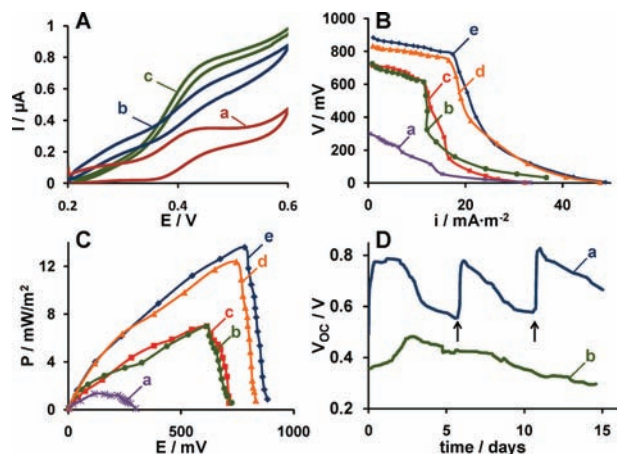 A
I / µA
1
0.8
0.6
0.4
0.2
0
c
b
a
0.2 0.4 0.6
E / V
B
V / mV
1000
800
600
400
200
0
e
d
c
b
a
0 20 40
i / mA·m⁻²
C
P / mW/m²
12
8
4
0
e
d
c
b
a
0 500 1000
E / mV
D
V_OC / V
0.8
0.6
0.4
0.2
a
b
0 5 10 15
time / days